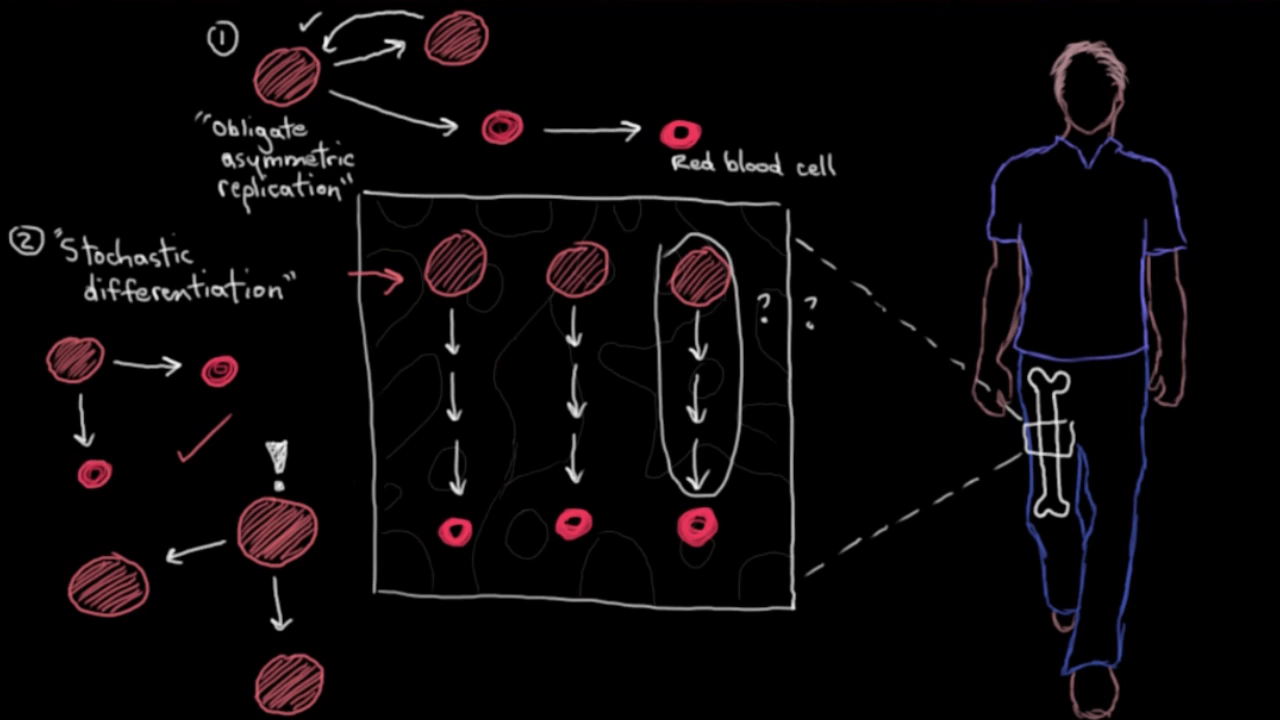 ①
"Obligate
asymmetric
replication"
Red blood cell
② "Stochastic
differentiation"
? ?
!